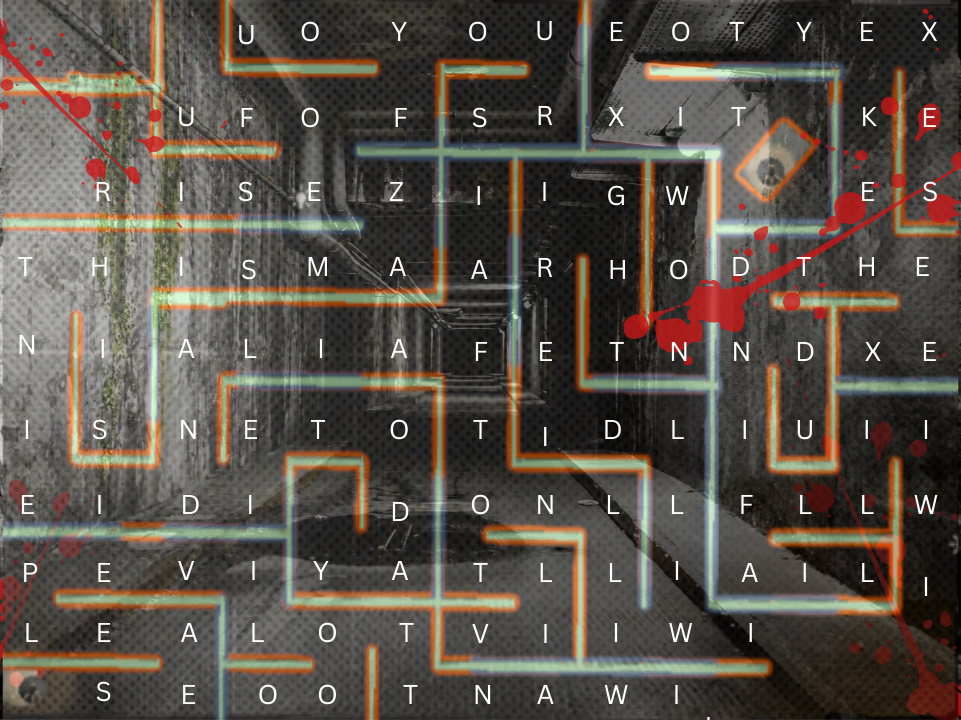 U O Y O U E O T Y E X
U F O F S R X I T K E
R I S E Z I I G W E S
T H I S M A A R H O D T H E
N I A L I A F E T N N D X E
I S N E T O T I D L I U I I
E I D I D O N L L F L L W
P E V I Y A T L L I A I L I
L E A L O T V I I W I
S E O O T N A W I